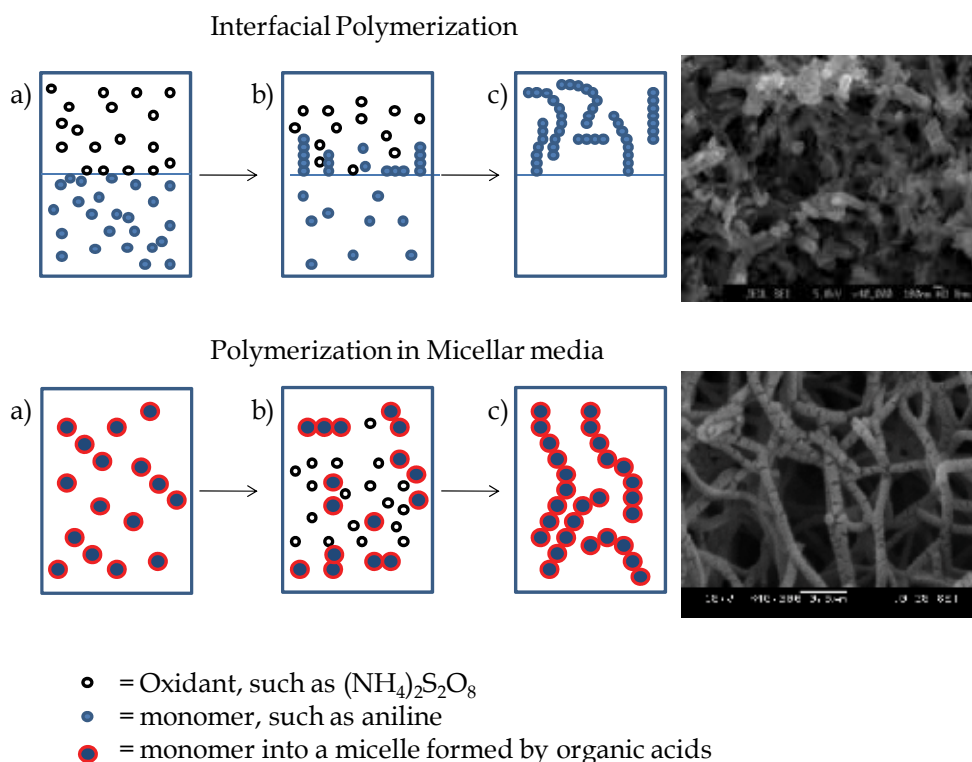 Interfacial Polymerization
a)
b)
c)
Polymerization in Micellar media
a)
b)
c)
= Oxidant, such as (NH₄)₂S₂O₈
= monomer, such as aniline
= monomer into a micelle formed by organic acids